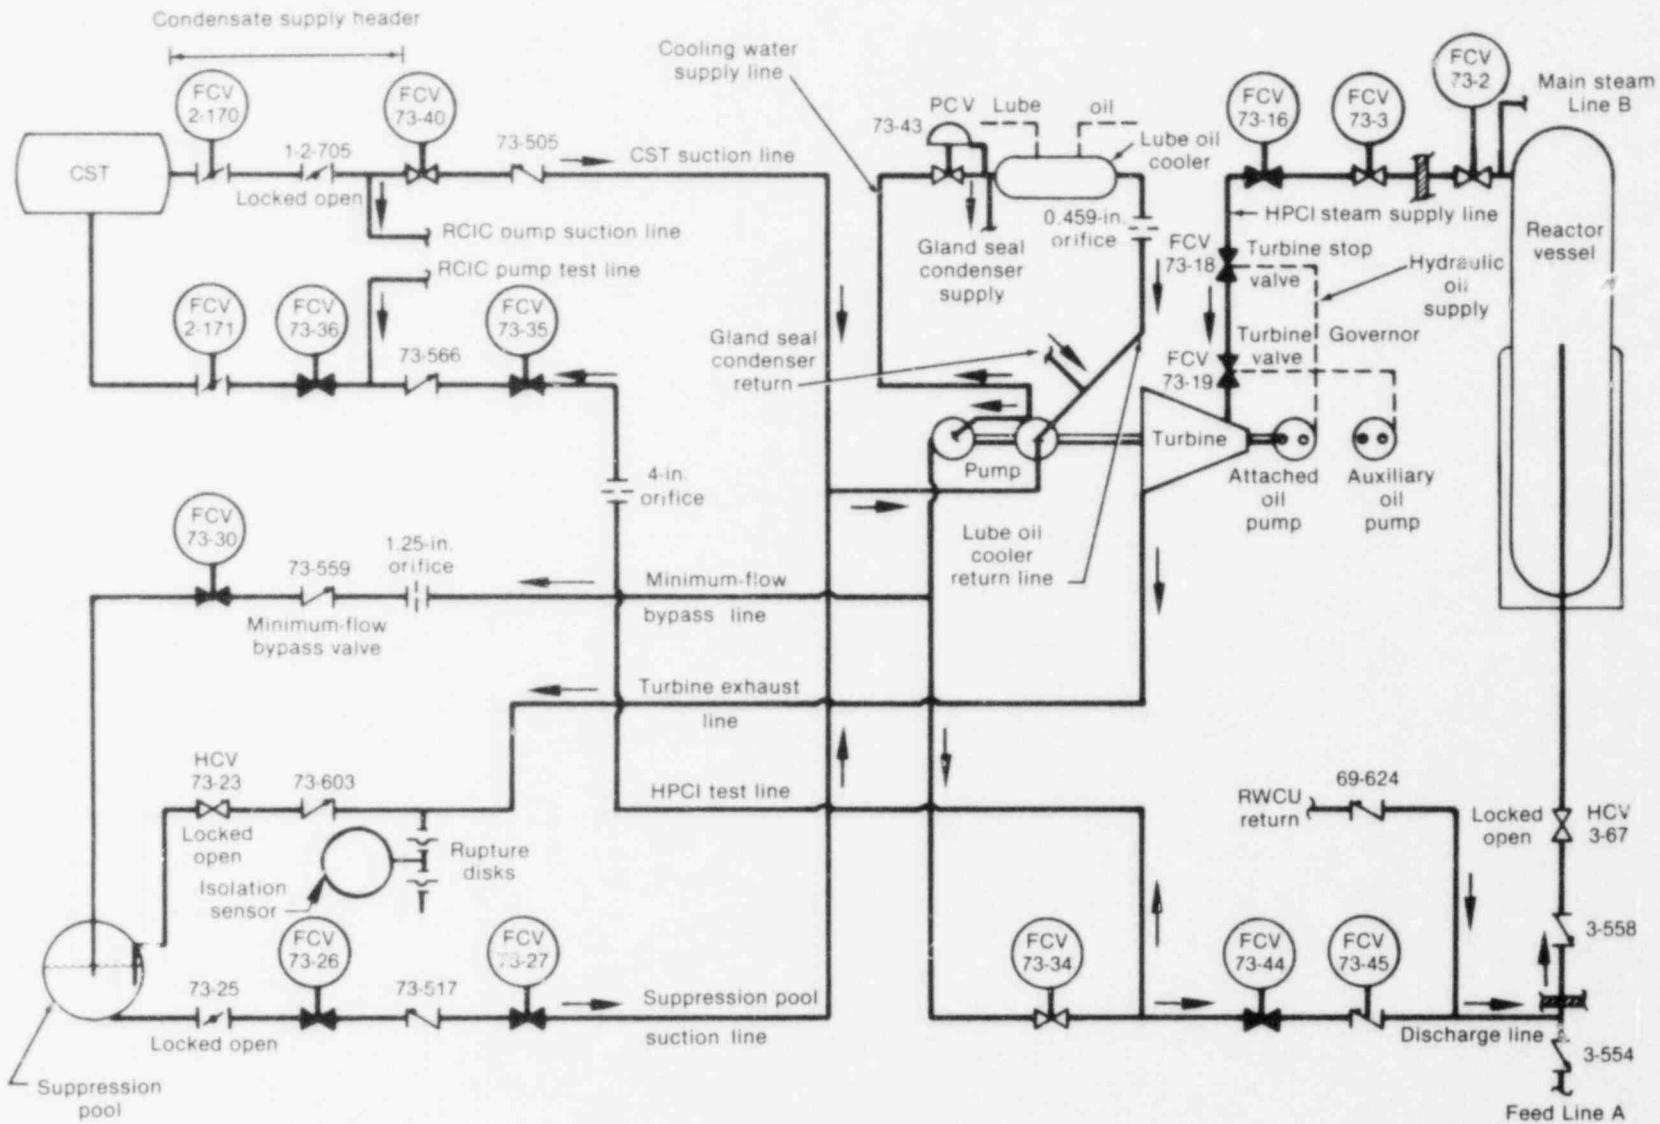 Condensate supply header
FCV
2-170
FCV
73-40
1-2-705
73-505
CST
Locked open
CST suction line
RCIC pump suction line
RCIC pump test line
FCV
2-171
FCV
73-36
FCV
73-35
73-566
4-in.
orifice
FCV
73-30
73-559
1.25-in.
orifice
Minimum-flow
bypass valve
Minimum-flow
bypass line
Turbine exhaust
line
HPCI test line
HCV
73-23
73-603
Locked
open
Isolation
sensor
Rupture
disks
FCV
73-26
FCV
73-27
73-25
73-517
Locked open
Suppression pool
suction line
Suppression
pool
Cooling water
supply line
PCV
73-43
Lube oil
Lube oil
cooler
0.459-in.
orifice
Gland seal
condenser
supply
Gland seal
condenser
return
Pump
Lube oil
cooler
return line
FCV
73-16
FCV
73-3
FCV
73-2
Main steam
Line B
HPCI steam supply line
FCV
73-18
Turbine stop
valve
Hydraulic
oil
supply
Turbine Governor
valve
FCV
73-19
Turbine
Attached
oil
pump
Auxiliary
oil
pump
Reactor
vessel
RWCU
return
69-624
Locked
open
HCV
3-67
3-558
FCV
73-34
FCV
73-44
FCV
73-45
Discharge line
3-554
Feed Line A